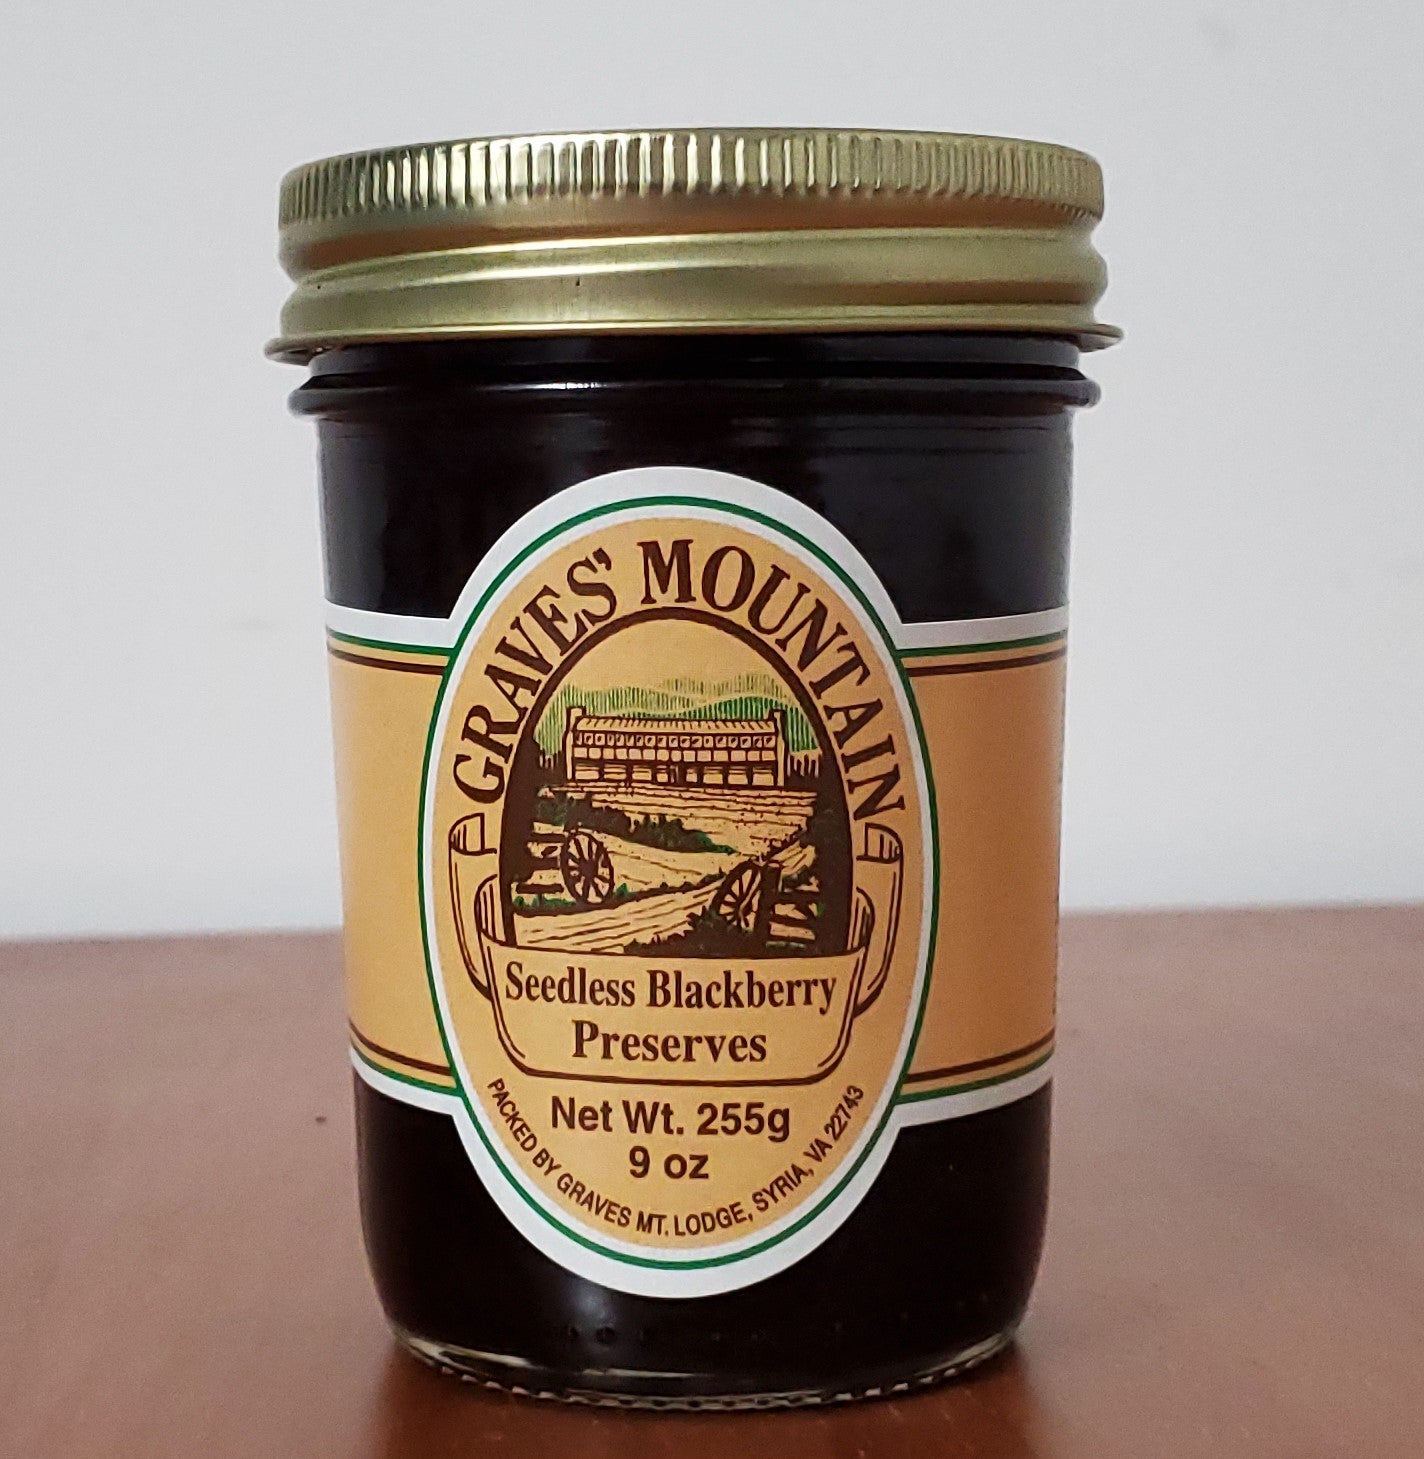 GRAVES' MOUNTAIN
Seedless Blackberry
Preserves
Net Wt. 255g
9 oz
PACKED BY GRAVES MT. LODGE, SYRIA, VA 22743